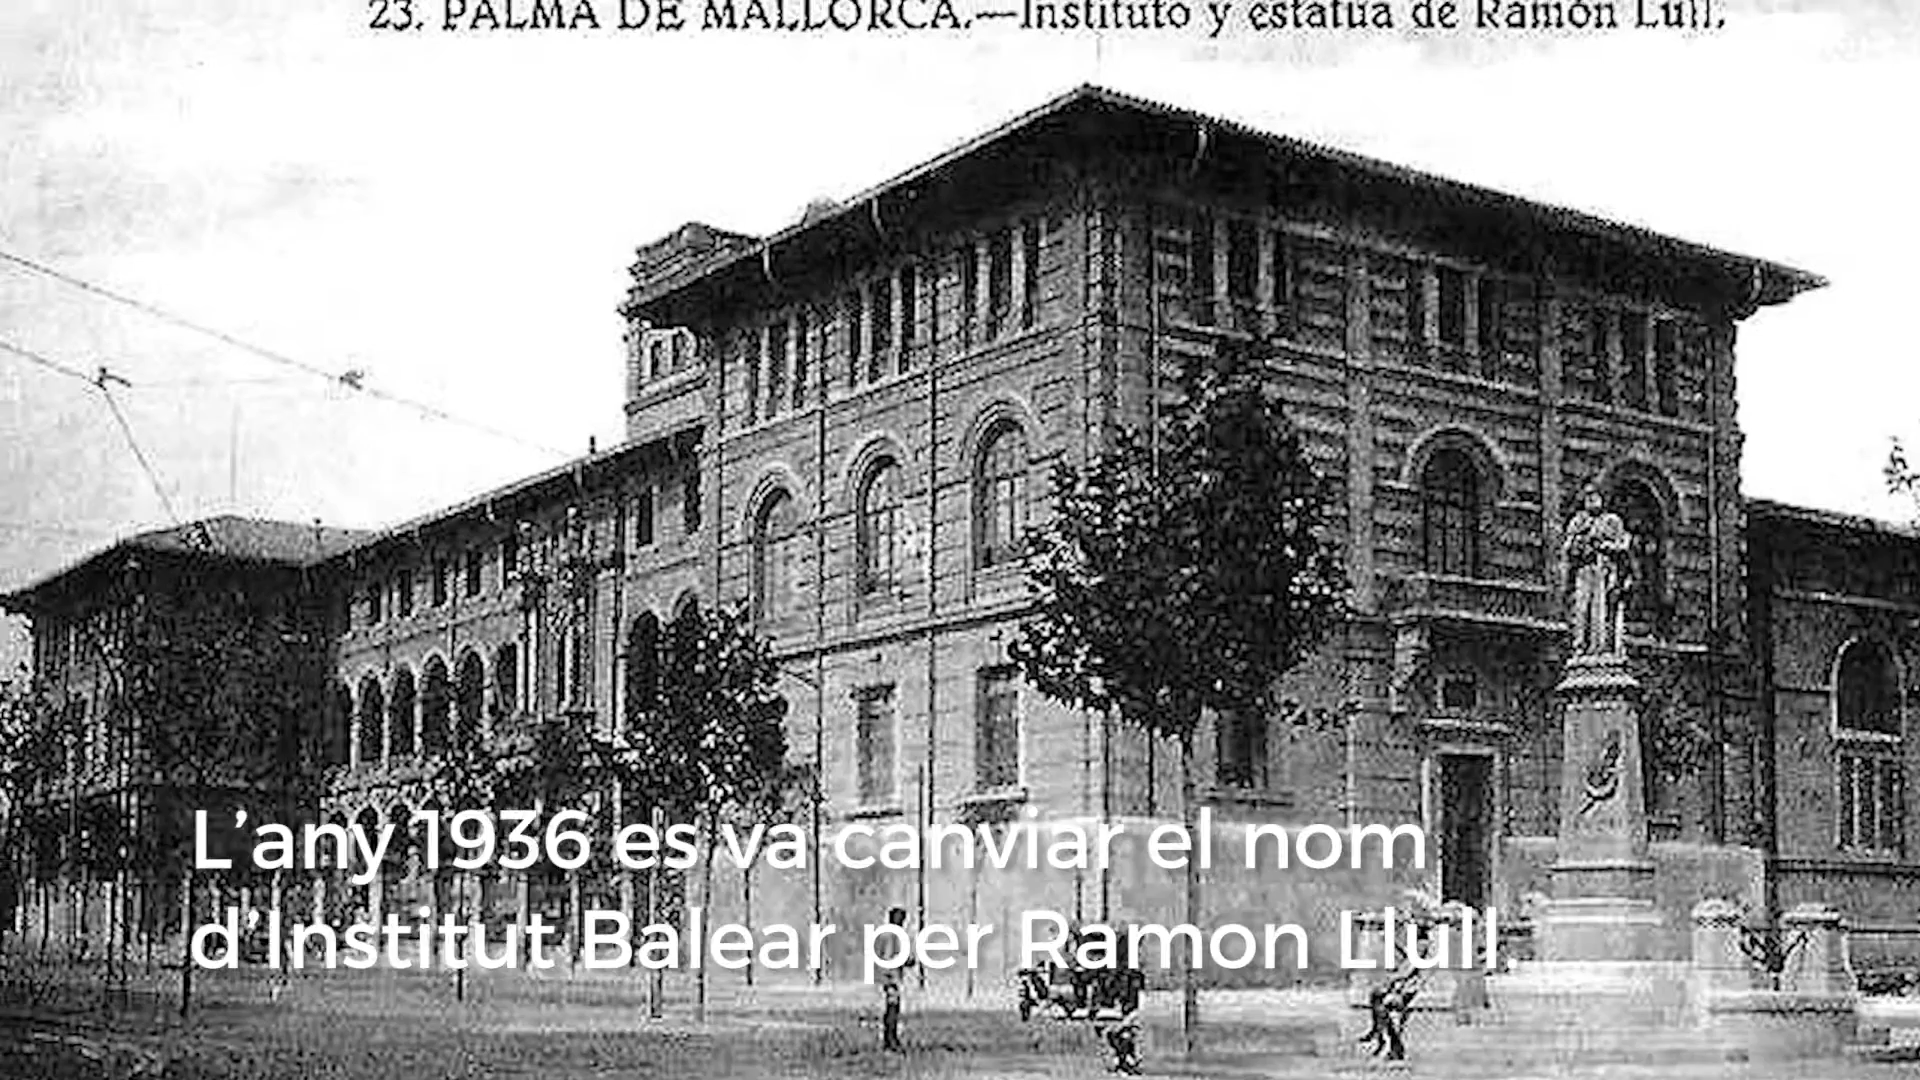 23. PALMA DE MALLORCA.—Instituto y estatua de Ramón Lull.
L’any 1936 es va canviar el nom
d’Institut Balear per Ramon Llull.